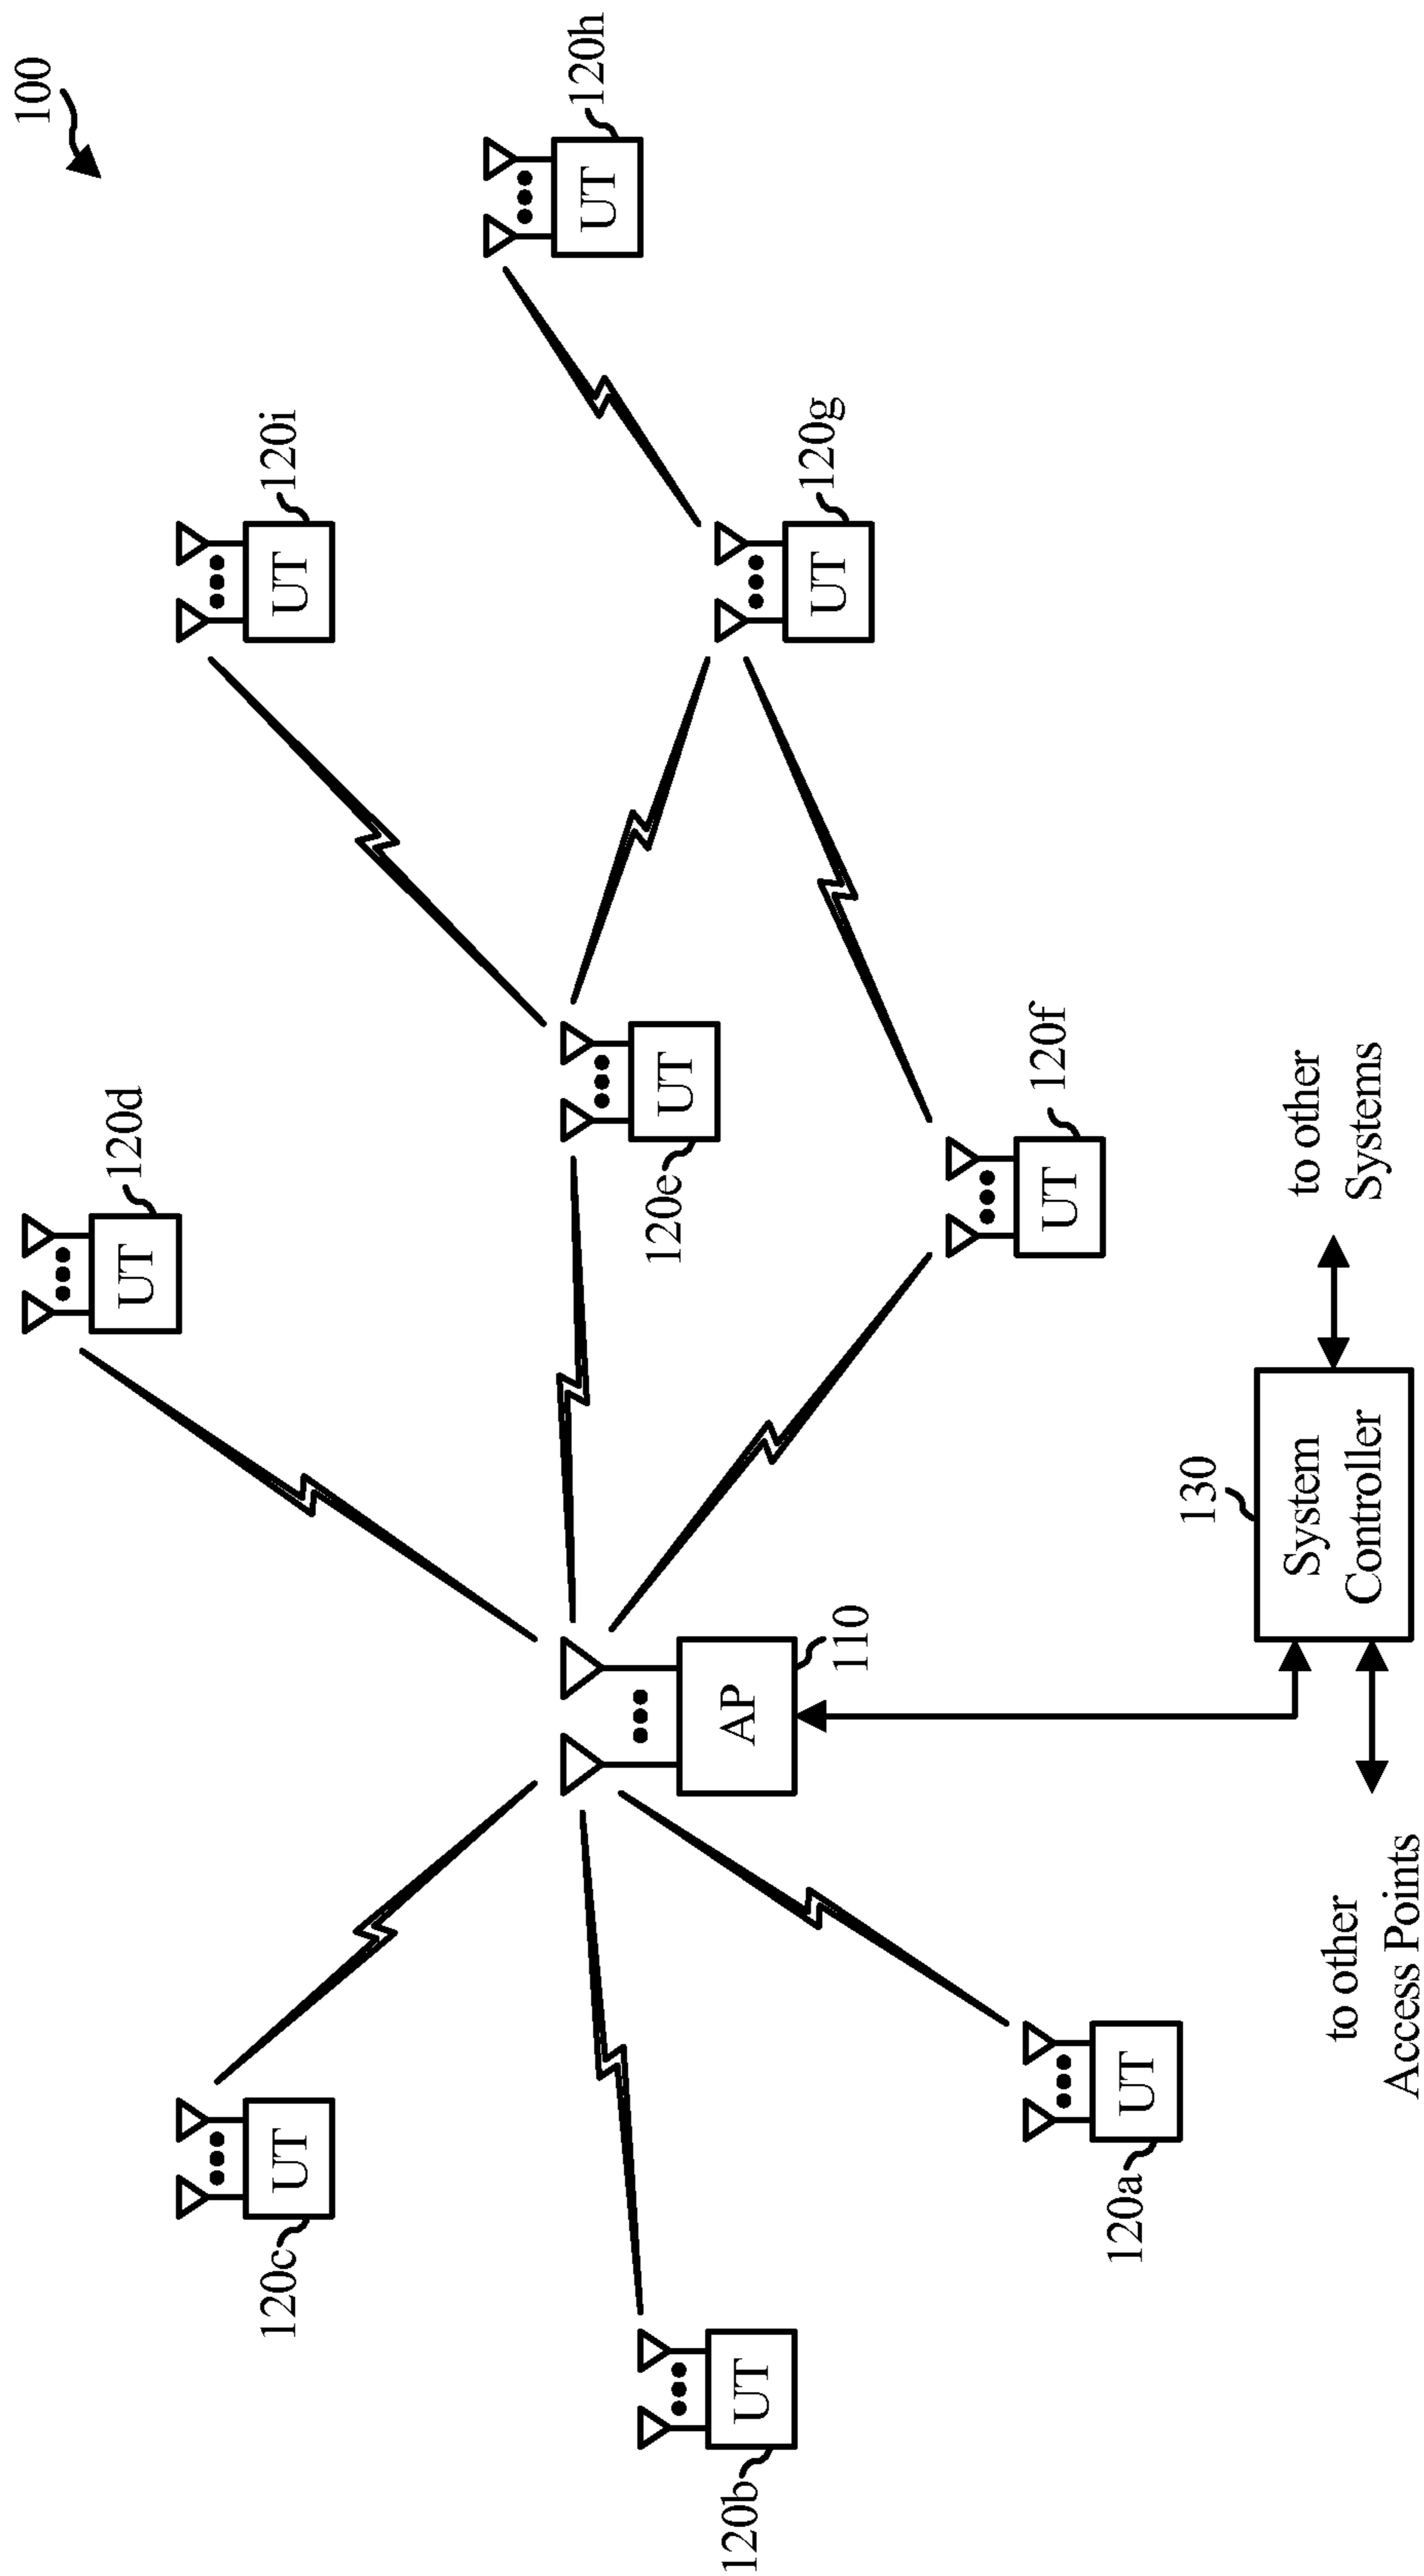 100
120d
UT
120c
UT
120i
UT
120h
UT
120b
UT
AP
110
120e
UT
120g
UT
120a
UT
120f
UT
130
System
Controller
to other
Access Points
to other
Systems